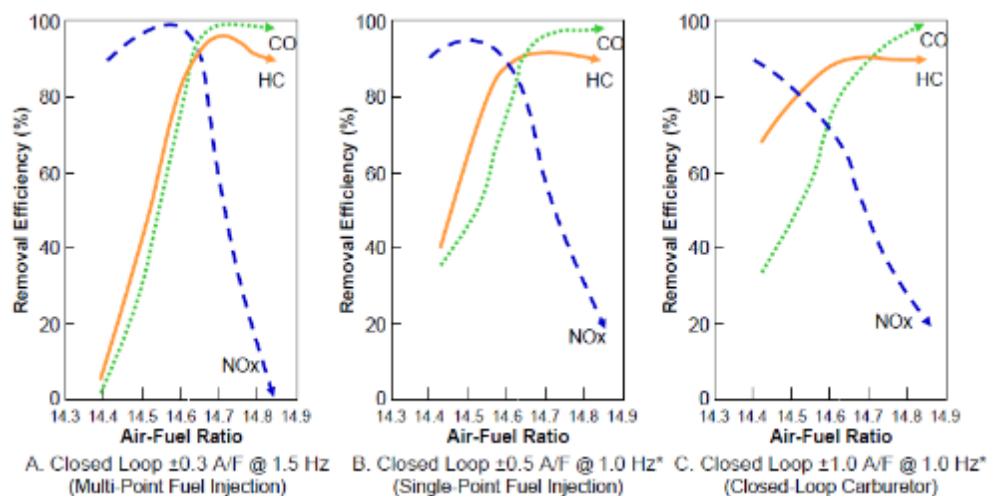 100
80
60
40
20
0
Removal Efficiency (%)
CO
HC
NOx
14.3 14.4 14.5 14.6 14.7 14.8 14.9
Air-Fuel Ratio
A. Closed Loop ±0.3 A/F @ 1.5 Hz
(Multi-Point Fuel Injection)
100
80
60
40
20
0
Removal Efficiency (%)
CO
HC
NOx
14.3 14.4 14.5 14.6 14.7 14.8 14.9
Air-Fuel Ratio
B. Closed Loop ±0.5 A/F @ 1.0 Hz*
(Single-Point Fuel Injection)
100
80
60
40
20
0
Removal Efficiency (%)
CO
HC
NOx
14.3 14.4 14.5 14.6 14.7 14.8 14.9
Air-Fuel Ratio
C. Closed Loop ±1.0 A/F @ 1.0 Hz*
(Closed-Loop Carburetor)